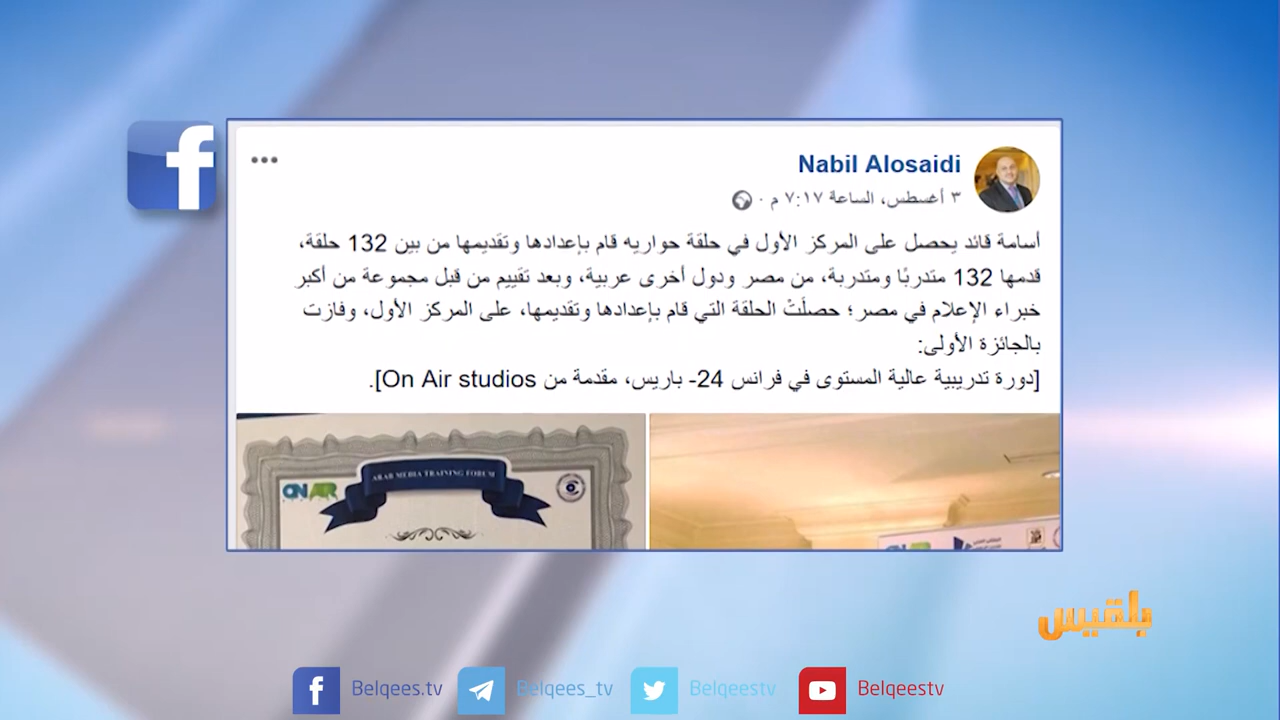 f
Nabil Alosaidi
٣ أغسطس، الساعة ٧:١٧ م ·
أسامة قائد يحصل على المركز الأول في حلقة حواريه قام بإعدادها وتقديمها من بين 132 حلقة،
قدمها 132 متدربًا ومتدربة، من مصر ودول أخرى عربية، وبعد تقييم من قبل مجموعة من أكبر
خبراء الإعلام في مصر؛ حصلَتْ الحلقة التي قام بإعدادها وتقديمها، على المركز الأول، وفازت
بالجائزة الأولى:
[دورة تدريبية عالية المستوى في فرانس 24- باريس، مقدمة من On Air studios].
ON AIR
ARAB MEDIA TRAINING FORUM
ON AIR
بلقيس
Belqees.tv
Belqees_tv
Belqeestv
Belqeestv